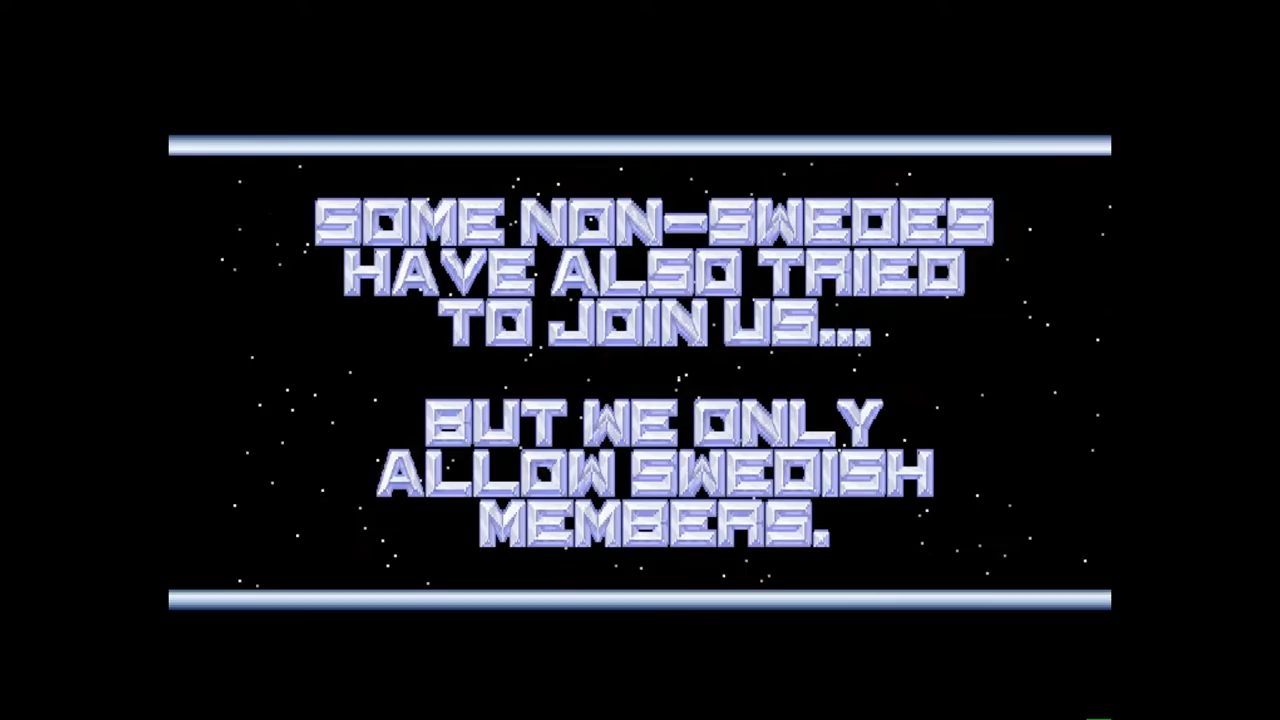 SOME NON-SWEDES
HAVE ALSO TRIED
TO JOIN US...
BUT WE ONLY
ALLOW SWEDISH
MEMBERS.